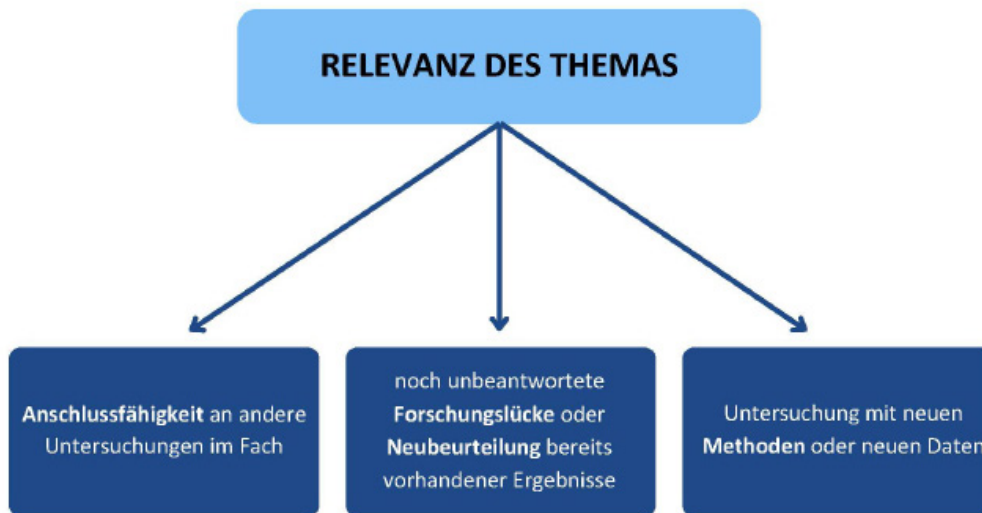 RELEVANZ DES THEMAS
Anschlussfähigkeit an andere
Untersuchungen im Fach
noch unbeantwortete
Forschungslücke oder
Neubeurteilung bereits
vorhandener Ergebnisse
Untersuchung mit neuen
Methoden oder neuen Daten